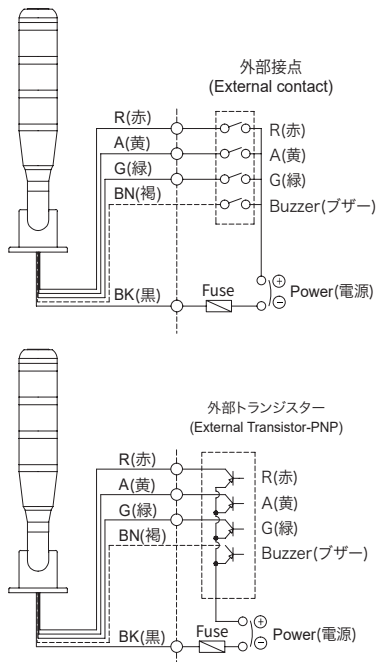 外部接点
(External contact)
R(赤)
R(赤)
A(黄)
A(黄)
G(緑)
G(緑)
BN(褐)
Buzzer(ブザー)
BK(黒)
Fuse
+
Power(電源)
−
外部トランジスター
(External Transistor-PNP)
R(赤)
R(赤)
A(黄)
A(黄)
G(緑)
G(緑)
BN(褐)
Buzzer(ブザー)
BK(黒)
Fuse
+
Power(電源)
−